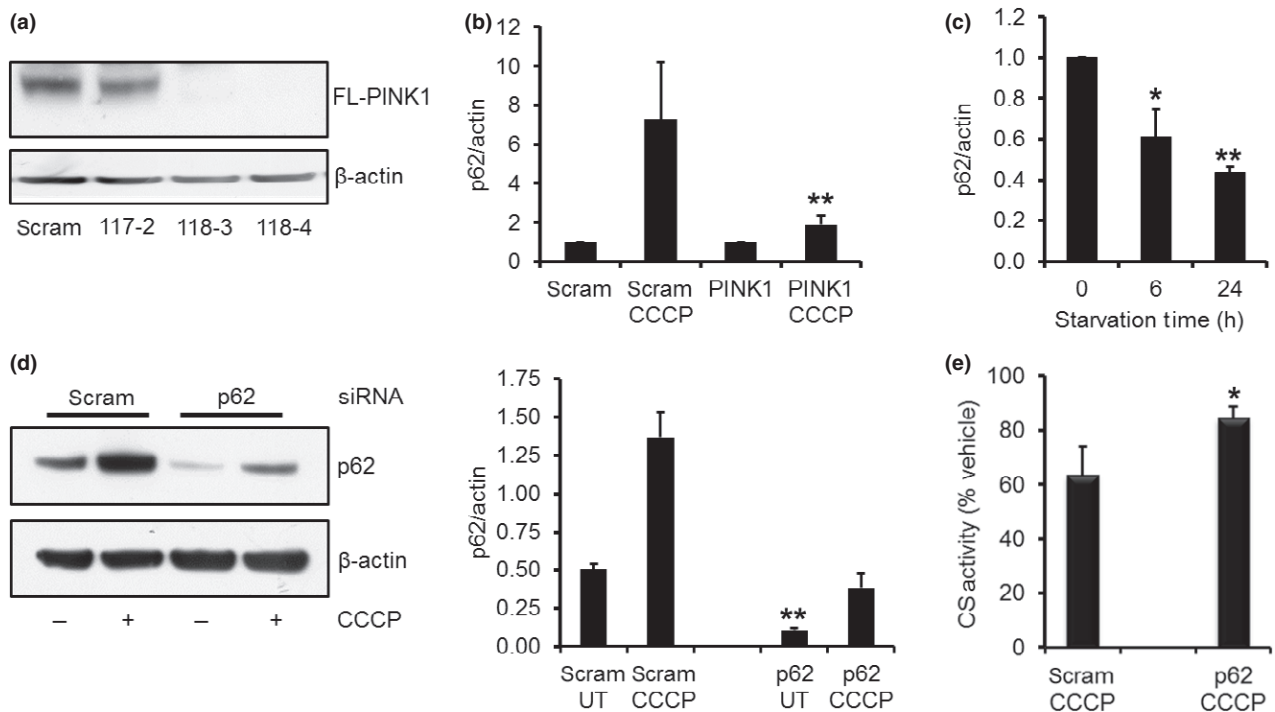 (a)
FL-PINK1
β-actin
Scram 117-2 118-3 118-4
(b)
p62/actin
12
10
8
6
4
2
0
Scram
Scram CCCP
PINK1
PINK1 CCCP
**
(c)
p62/actin
1.2
1.0
0.8
0.6
0.4
0.2
0.0
*
**
0 6 24
Starvation time (h)
(d)
Scram p62 siRNA
p62
β-actin
– + – + CCCP
p62/actin
1.75
1.50
1.25
1.00
0.75
0.50
0.25
0.00
**
Scram UT
Scram CCCP
p62 UT
p62 CCCP
(e)
CS activity (% vehicle)
100
80
60
40
20
0
*
Scram CCCP
p62 CCCP